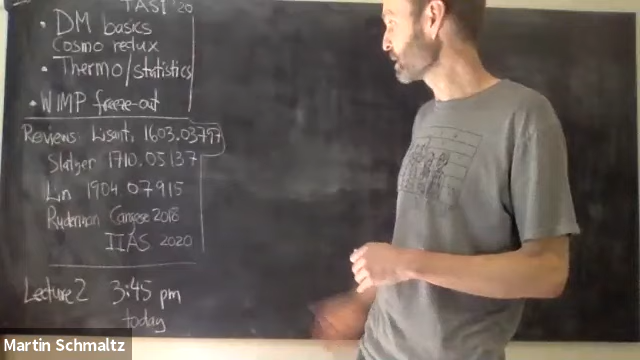 TASI '20
• DM basics
Cosmo redux
• Thermo/statistics
• WIMP freeze-out
Reviews: Lisanti, 1603.03797
Slatyer 1710.05137
Lin 1904.07915
Ruderman Cargese 2018
IIAS 2020
Lecture 2 3:45 pm
today
Martin Schmaltz